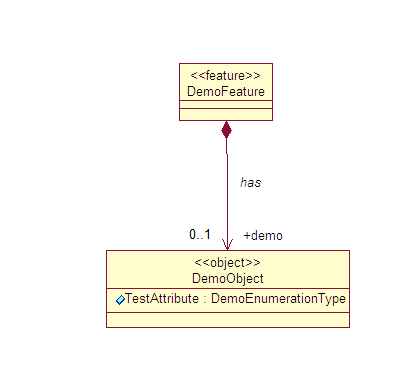 <<feature>>
DemoFeature
has
0..1 +demo
<<object>>
DemoObject
TestAttribute : DemoEnumerationType